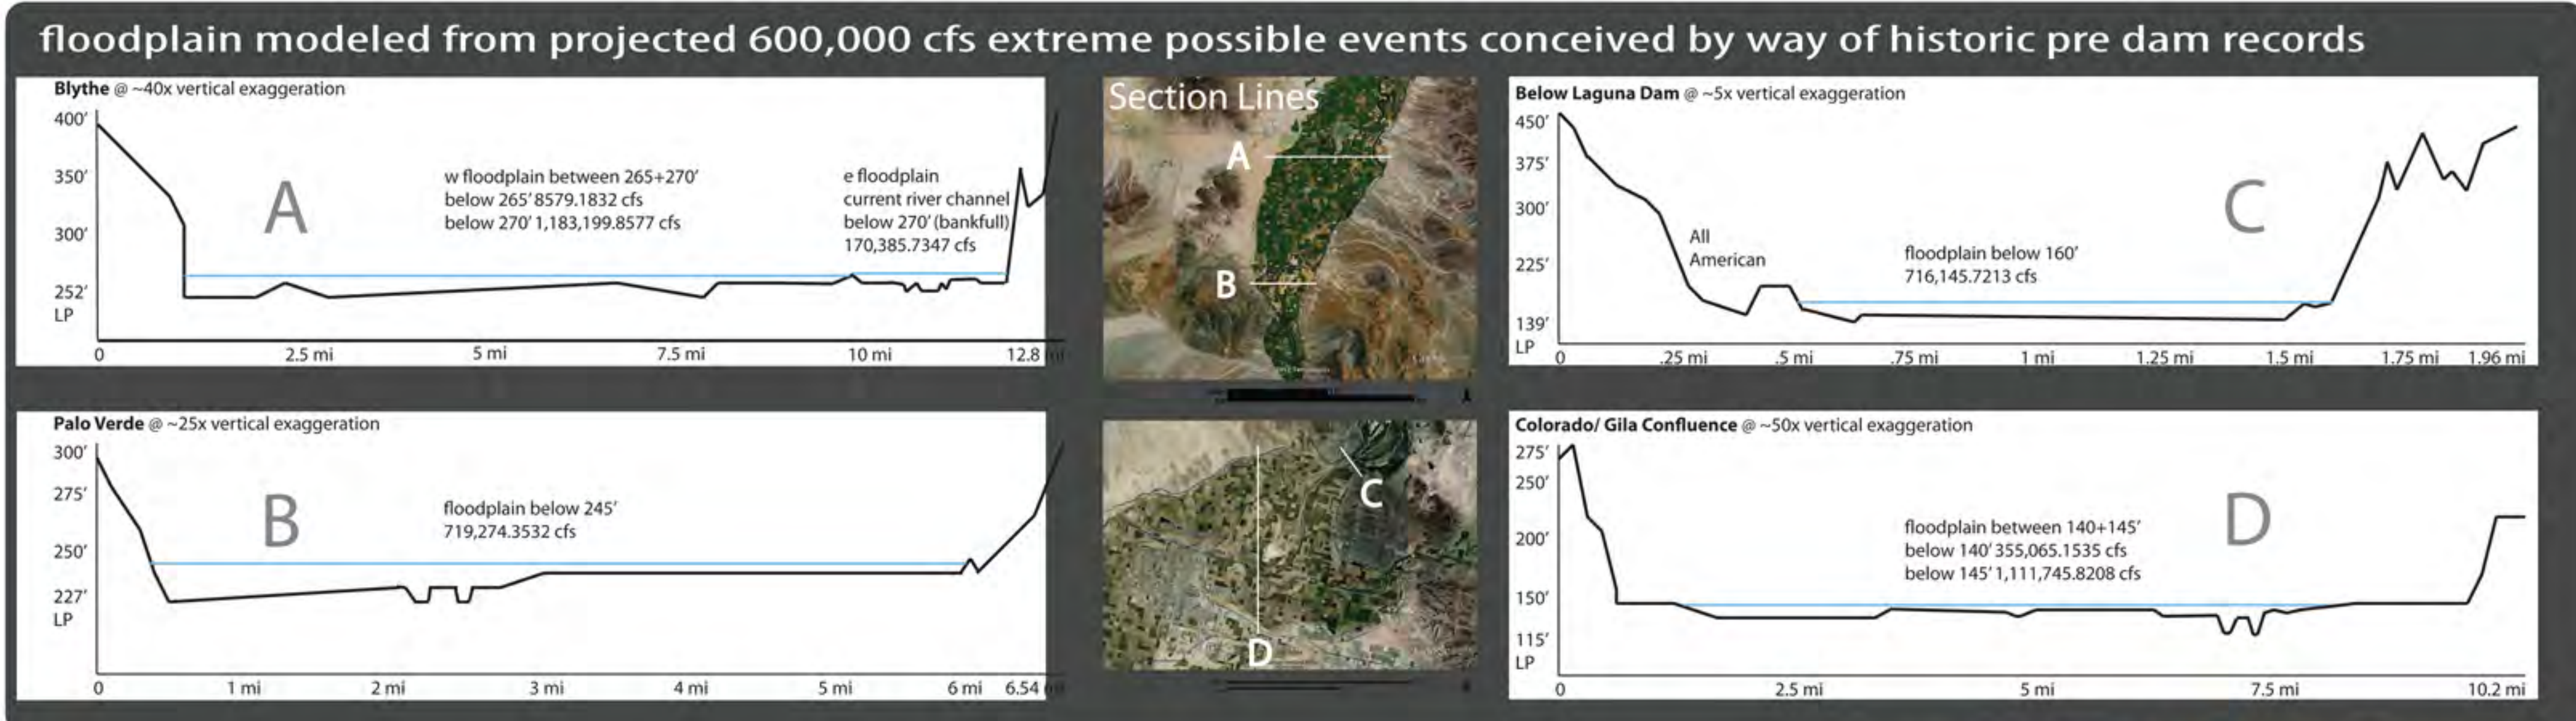 floodplain modeled from projected 600,000 cfs extreme possible events conceived by way of historic pre dam records
Blythe @ ~40x vertical exaggeration
400'
350'
300'
252'
LP
A
w floodplain between 265+270'
below 265' 8579.1832 cfs
below 270' 1,183,199.8577 cfs
e floodplain
current river channel
below 270' (bankfull)
170,385.7347 cfs
0
2.5 mi
5 mi
7.5 mi
10 mi
12.8 mi
Section Lines
A
B
Below Laguna Dam @ ~5x vertical exaggeration
450'
375'
300'
225'
139'
LP
All
American
floodplain below 160'
716,145.7213 cfs
C
0
.25 mi
.5 mi
.75 mi
1 mi
1.25 mi
1.5 mi
1.75 mi
1.96 mi
Palo Verde @ ~25x vertical exaggeration
300'
275'
250'
227'
LP
B
floodplain below 245'
719,274.3532 cfs
0
1 mi
2 mi
3 mi
4 mi
5 mi
6 mi
6.54
C
D
Colorado/ Gila Confluence @ ~50x vertical exaggeration
275'
250'
200'
150'
115'
LP
floodplain between 140+145'
below 140' 355,065.1535 cfs
below 145' 1,111,745.8208 cfs
D
0
2.5 mi
5 mi
7.5 mi
10.2 mi